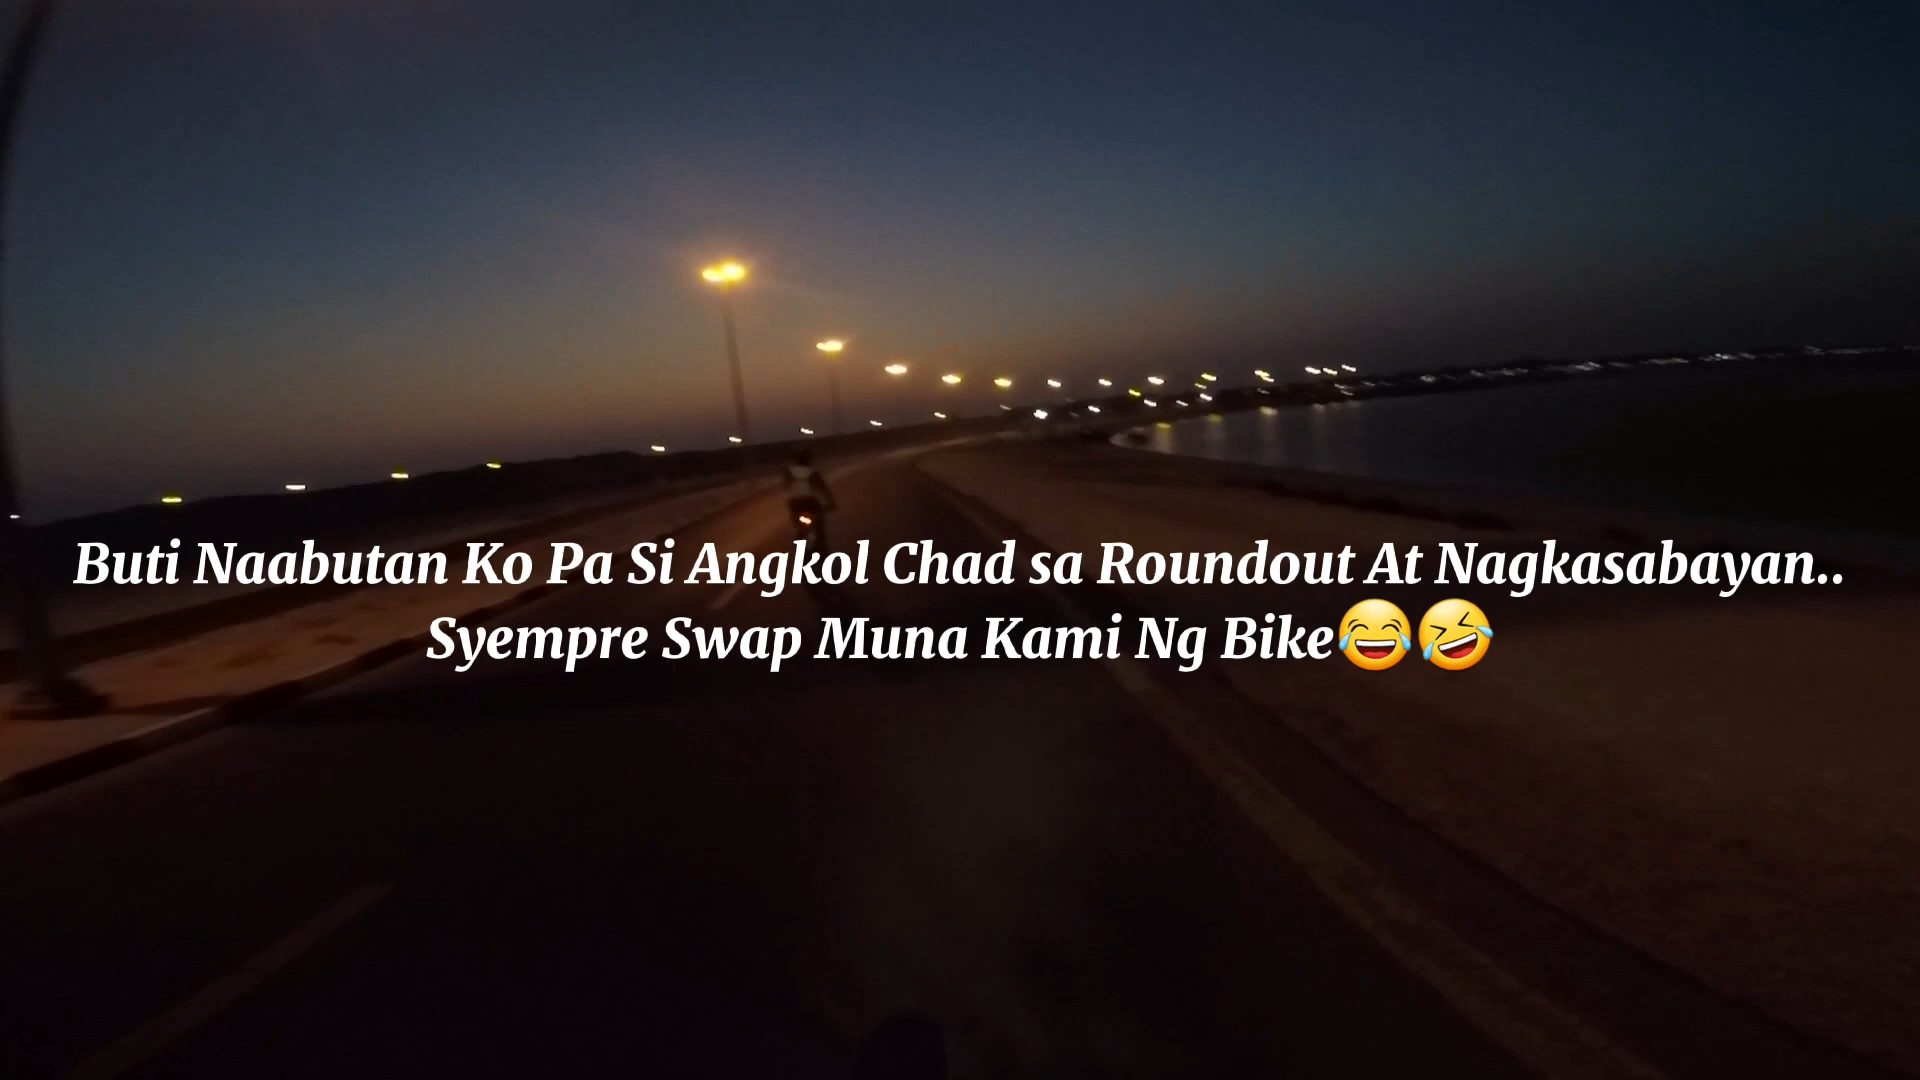 Buti Naabutan Ko Pa Si Angkol Chad sa Roundout At Nagkasabayan..
Syempre Swap Muna Kami Ng Bike😂🤣